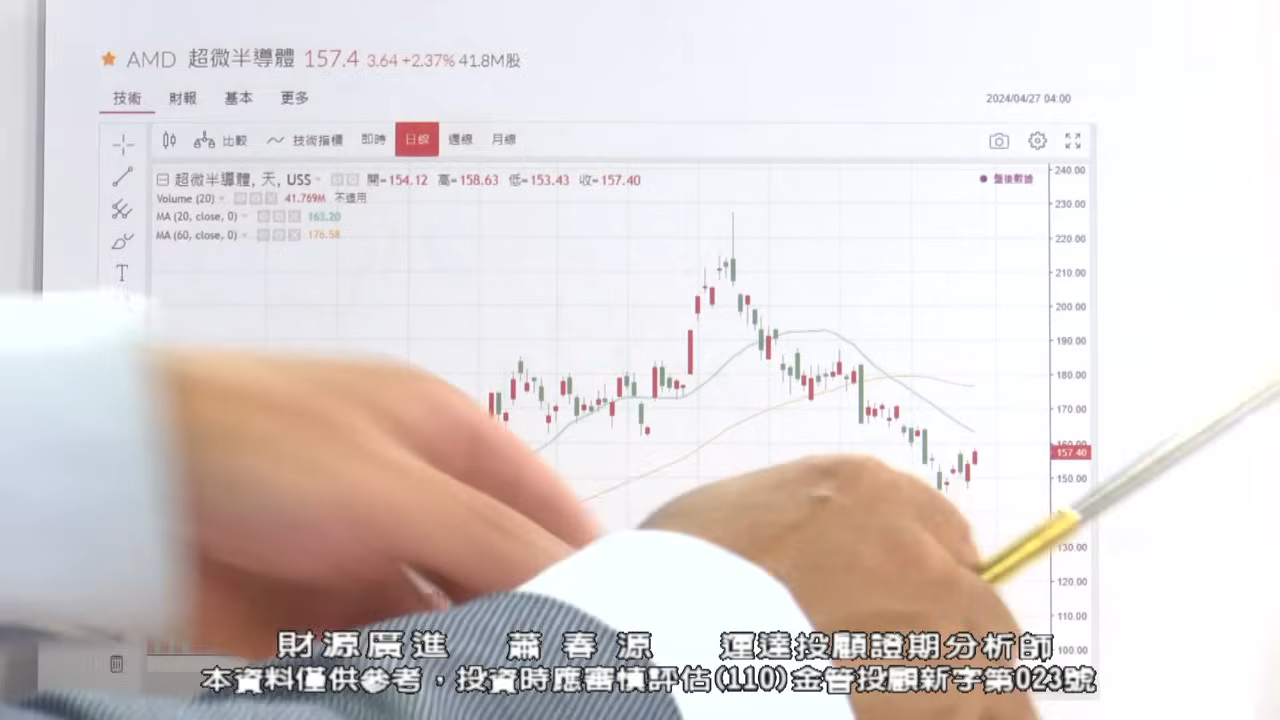 AMD 超微半導體 157.4 3.64 +2.37% 41.8M股
技術 財報 基本 更多
2024/04/27 04:00
比較 技術指標 即時 日線 週線 月線
超微半導體, 天, USS 開=154.12 高=158.63 低=153.43 收=157.40
盤後數據
Volume (20) 41.769M 不適用
MA (20, close, 0) 163.20
MA (60, close, 0) 176.58
T
240.00
230.00
220.00
210.00
200.00
190.00
180.00
170.00
160.00
157.40
150.00
130.00
120.00
110.00
100.00
財源廣進 蕭春源 運達投顧證期分析師
本資料僅供參考，投資時應審慎評估(110)金管投顧新字第023號